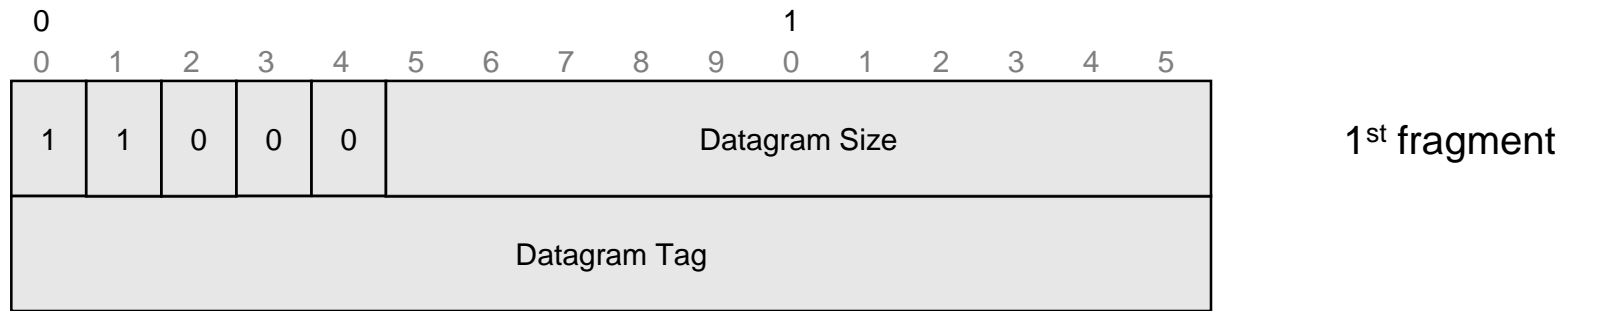 0 1
0 1 2 3 4 5 6 7 8 9 0 1 2 3 4 5
1 1 0 0 0 Datagram Size 1st fragment
Datagram Tag